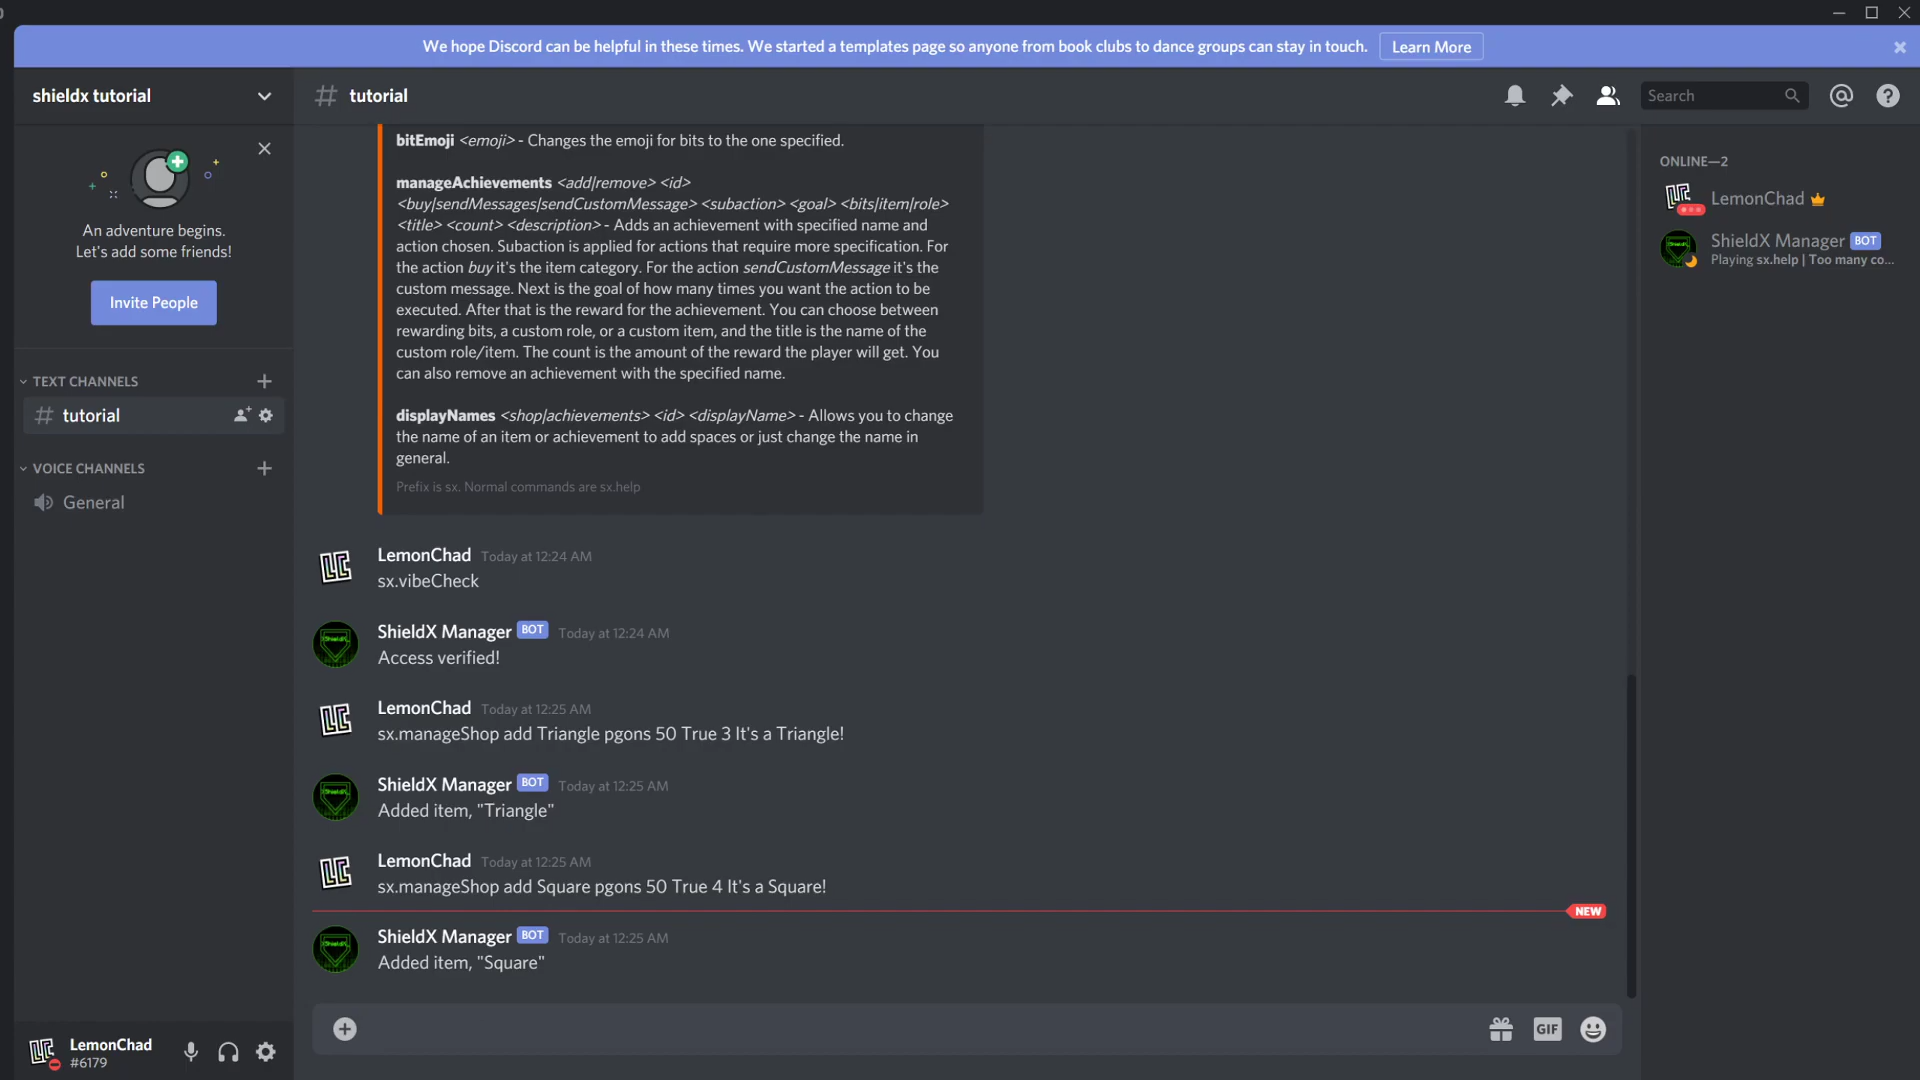 We hope Discord can be helpful in these times. We started a templates page so anyone from book clubs to dance groups can stay in touch.
Learn More
shieldx tutorial
# tutorial
Search
An adventure begins.
Let's add some friends!
Invite People
TEXT CHANNELS
# tutorial
VOICE CHANNELS
General
LemonChad
#6179
bitEmoji <emoji> - Changes the emoji for bits to the one specified.
manageAchievements <add|remove> <id>
<buy|sendMessages|sendCustomMessage> <subaction> <goal> <bits|item|role>
<title> <count> <description> - Adds an achievement with specified name and
action chosen. Subaction is applied for actions that require more specification. For
the action buy it's the item category. For the action sendCustomMessage it's the
custom message. Next is the goal of how many times you want the action to be
executed. After that is the reward for the achievement. You can choose between
rewarding bits, a custom role, or a custom item, and the title is the name of the
custom role/item. The count is the amount of the reward the player will get. You
can also remove an achievement with the specified name.
displayNames <shop|achievements> <id> <displayName> - Allows you to change
the name of an item or achievement to add spaces or just change the name in
general.
Prefix is sx. Normal commands are sx.help
LemonChad Today at 12:24 AM
sx.vibeCheck
ShieldX Manager BOT Today at 12:24 AM
Access verified!
LemonChad Today at 12:25 AM
sx.manageShop add Triangle pgons 50 True 3 It's a Triangle!
ShieldX Manager BOT Today at 12:25 AM
Added item, "Triangle"
LemonChad Today at 12:25 AM
sx.manageShop add Square pgons 50 True 4 It's a Square!
NEW
ShieldX Manager BOT Today at 12:25 AM
Added item, "Square"
GIF
ONLINE—2
LemonChad
ShieldX Manager BOT
Playing sx.help | Too many co...